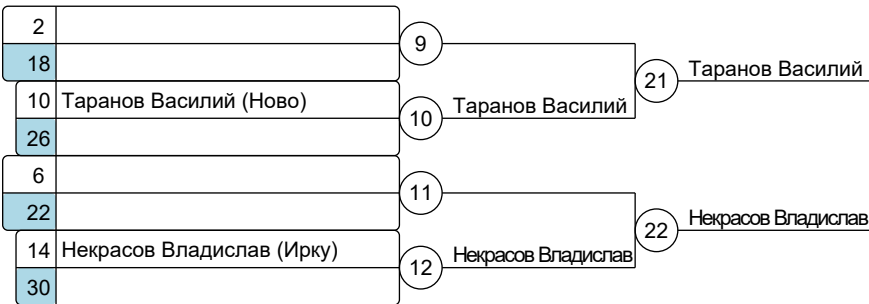 2
9
18
21 Таранов Василий
10 Таранов Василий (Ново)
10 Таранов Василий
26
6
11
22
22 Некрасов Владислав
14 Некрасов Владислав (Ирку)
12 Некрасов Владислав
30